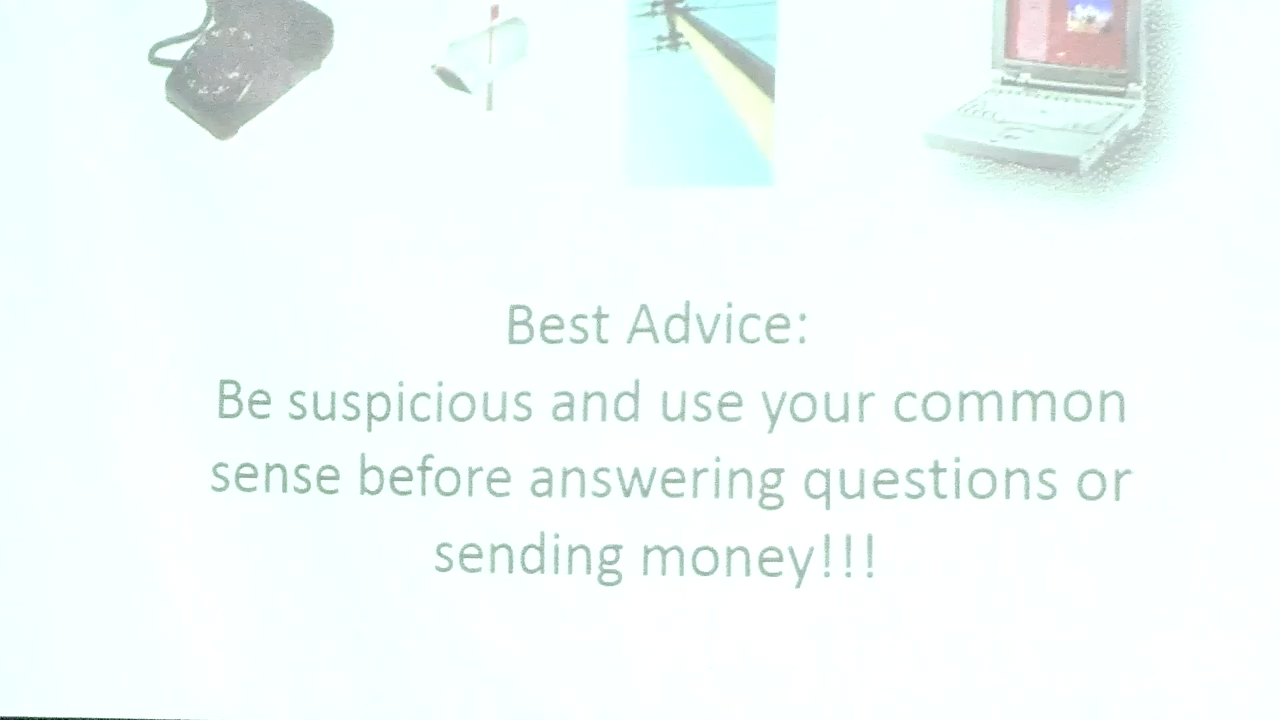 Best Advice:
Be suspicious and use your common
sense before answering questions or
sending money!!!